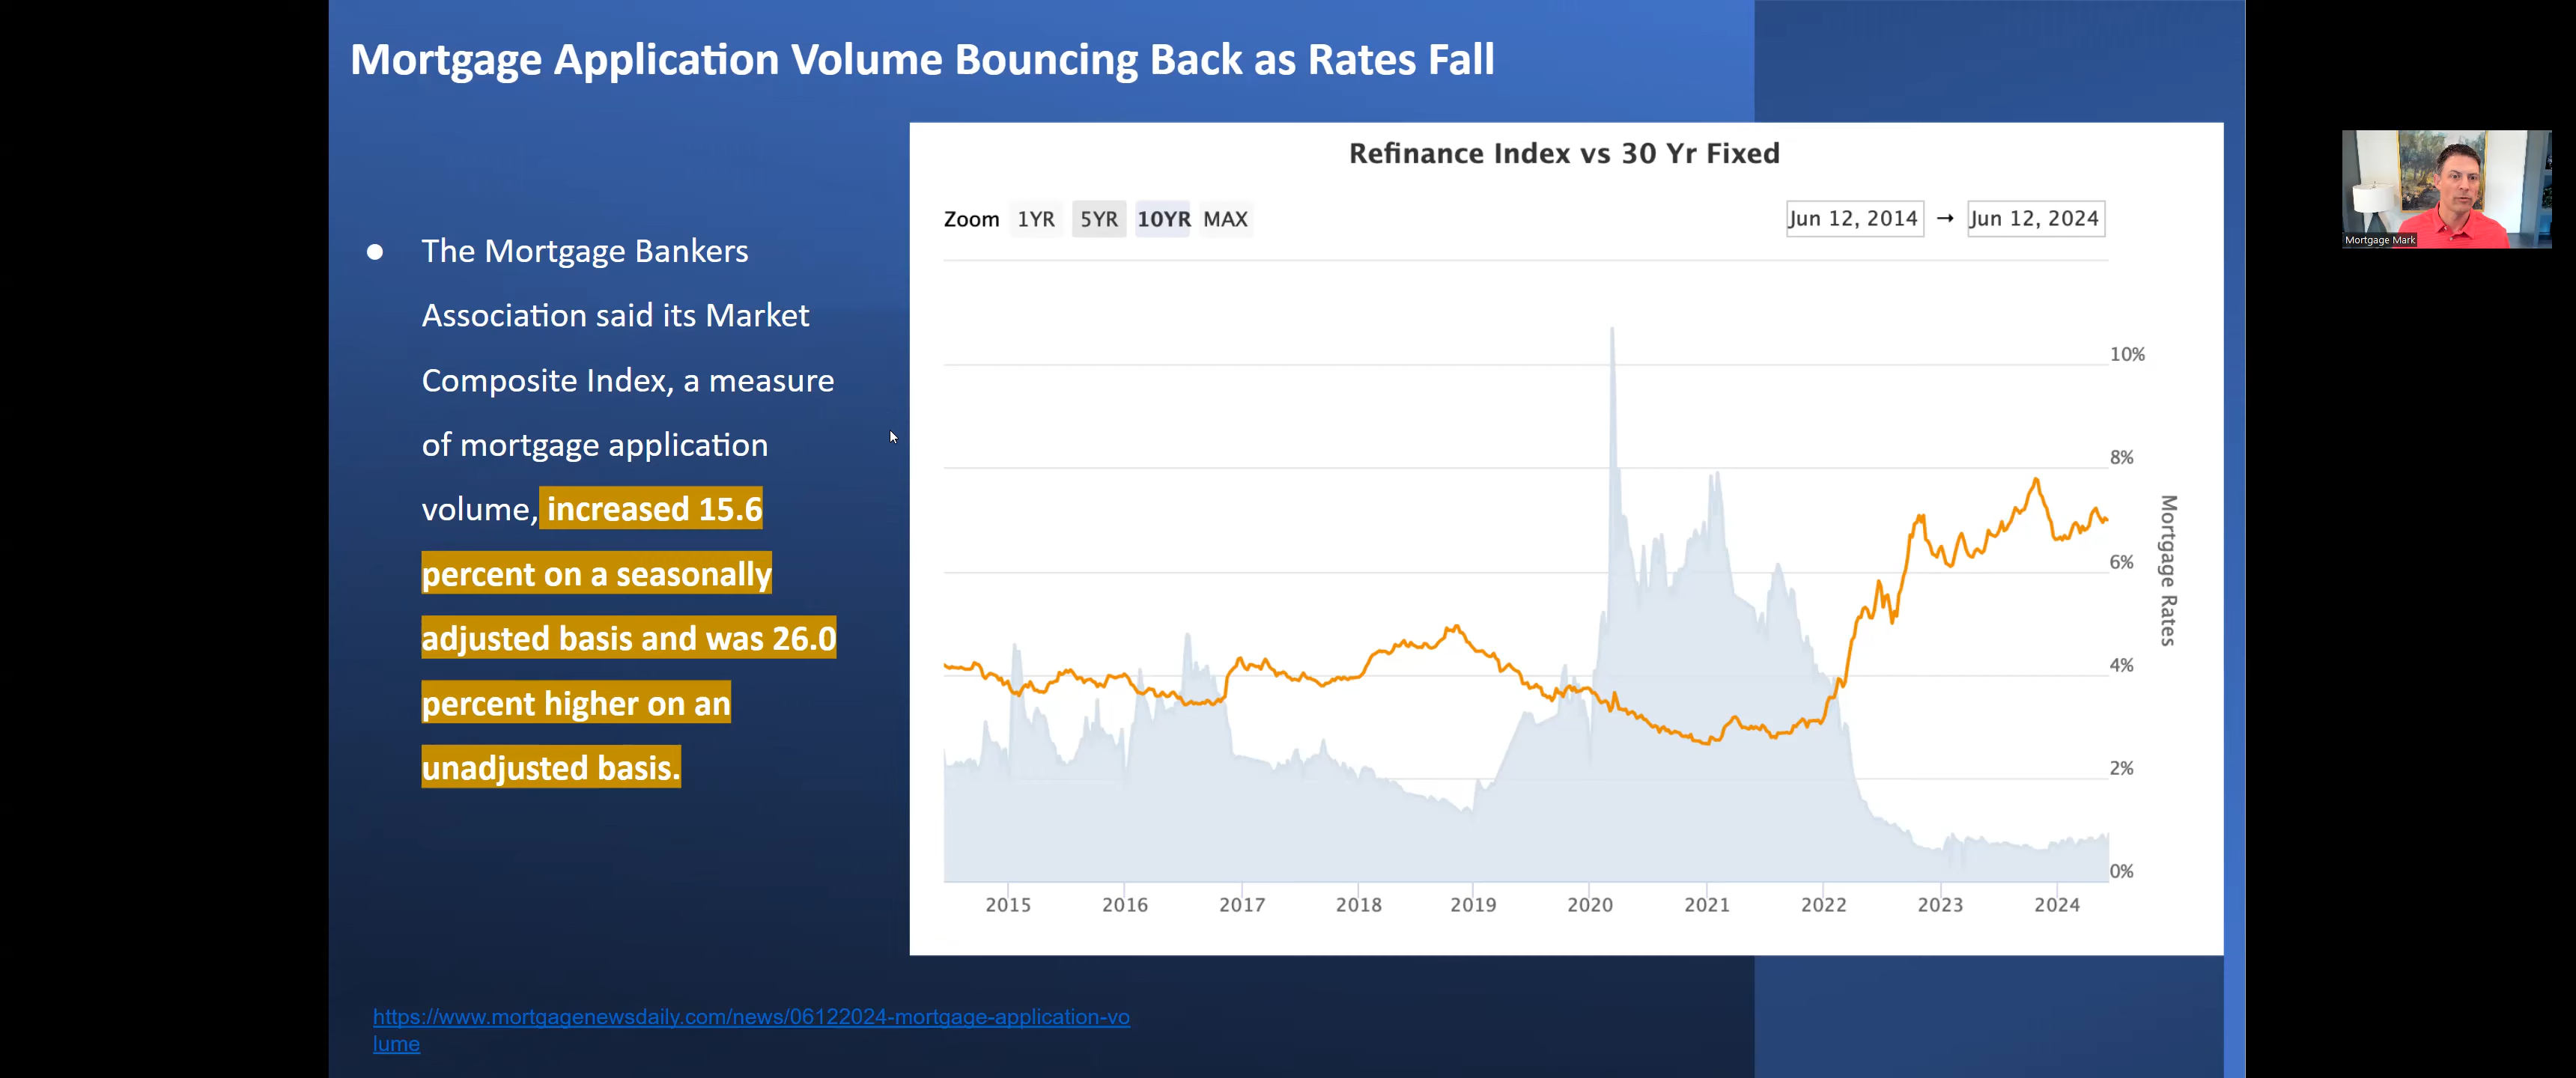 Mortgage Application Volume Bouncing Back as Rates Fall
● The Mortgage Bankers
Association said its Market
Composite Index, a measure
of mortgage application
volume, increased 15.6
percent on a seasonally
adjusted basis and was 26.0
percent higher on an
unadjusted basis.
https://www.mortgagenewsdaily.com/news/06122024-mortgage-application-vo
lume
Refinance Index vs 30 Yr Fixed
Zoom 1YR 5YR 10YR MAX Jun 12, 2014 → Jun 12, 2024
10%
8%
6%
4%
2%
0%
Mortgage Rates
2015 2016 2017 2018 2019 2020 2021 2022 2023 2024
Mortgage Mark